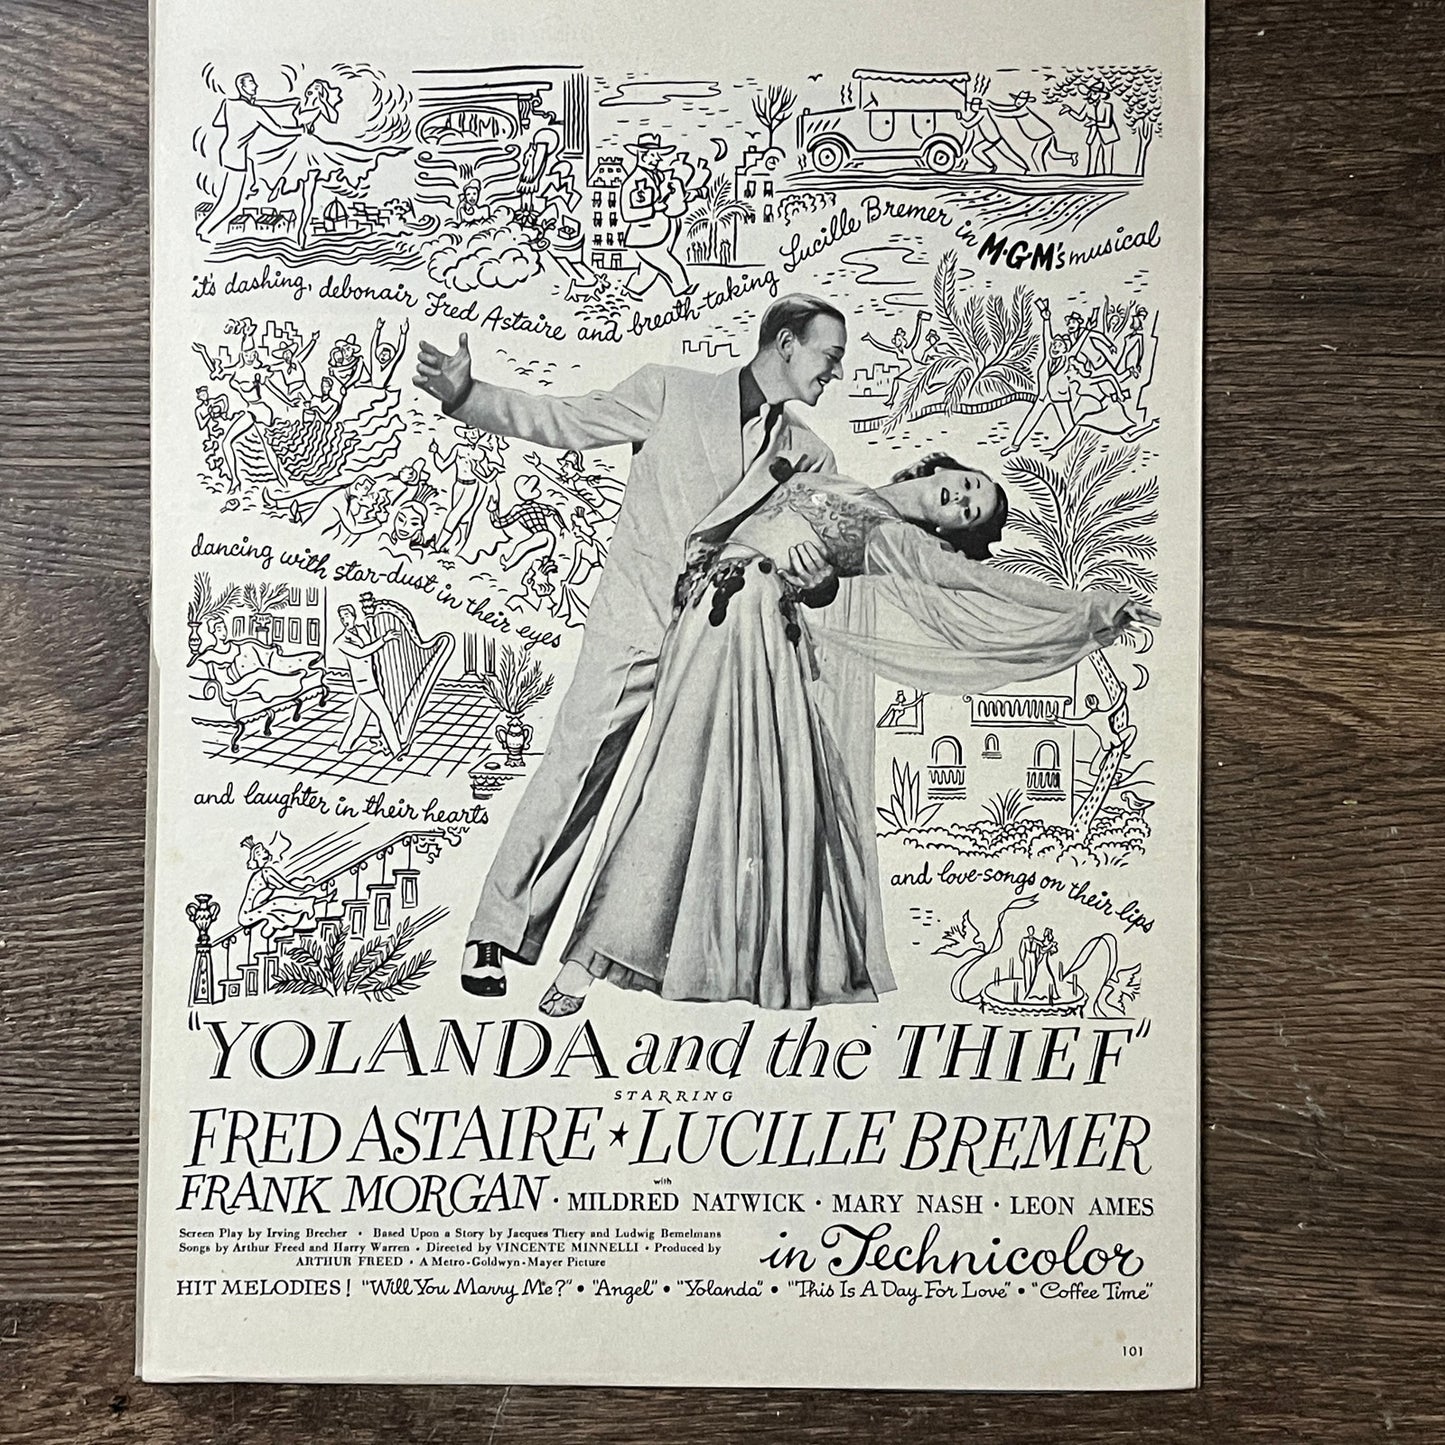 it's dashing, debonair Fred Astaire and breath-taking Lucille Bremer in M-G-M's musical
dancing with star-dust in their eyes
and laughter in their hearts
and love-songs on their lips
"YOLANDA and the THIEF"
STARRING
FRED ASTAIRE ★ LUCILLE BREMER
with
FRANK MORGAN · MILDRED NATWICK · MARY NASH · LEON AMES
Screen Play by Irving Brecher • Based Upon a Story by Jacques Thery and Ludwig Bemelmans
Songs by Arthur Freed and Harry Warren • Directed by VINCENTE MINNELLI • Produced by
ARTHUR FREED • A Metro-Goldwyn-Mayer Picture
in Technicolor
HIT MELODIES! "Will You Marry Me?" • "Angel" • "Yolanda" • "This Is A Day For Love" • "Coffee Time"
101